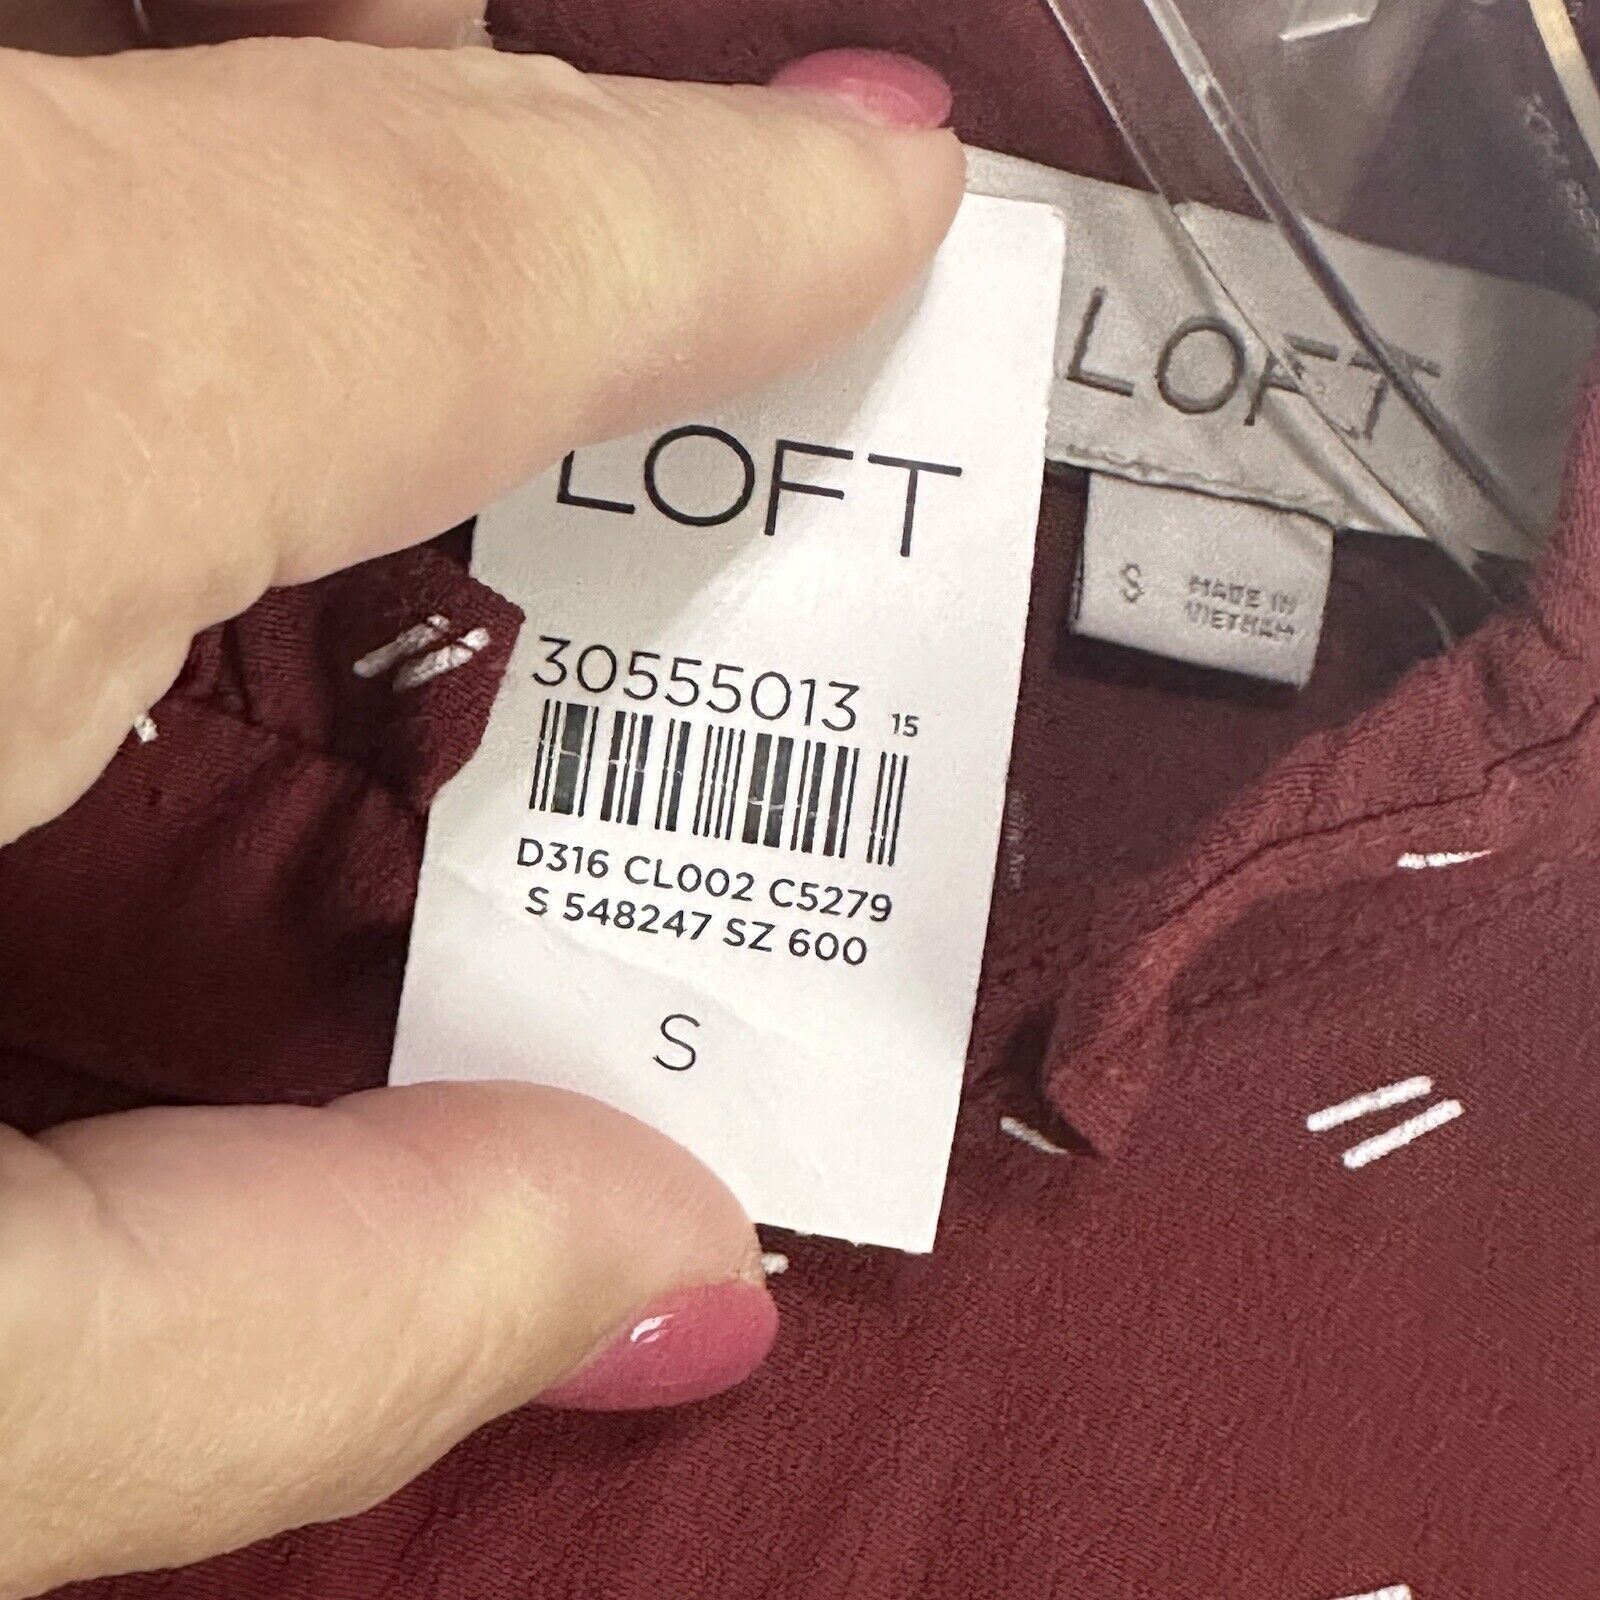 LOFT
30555013 15
D316 CL002 C5279
S 548247 SZ 600
S
LOFT
S MADE IN
VIETNAM